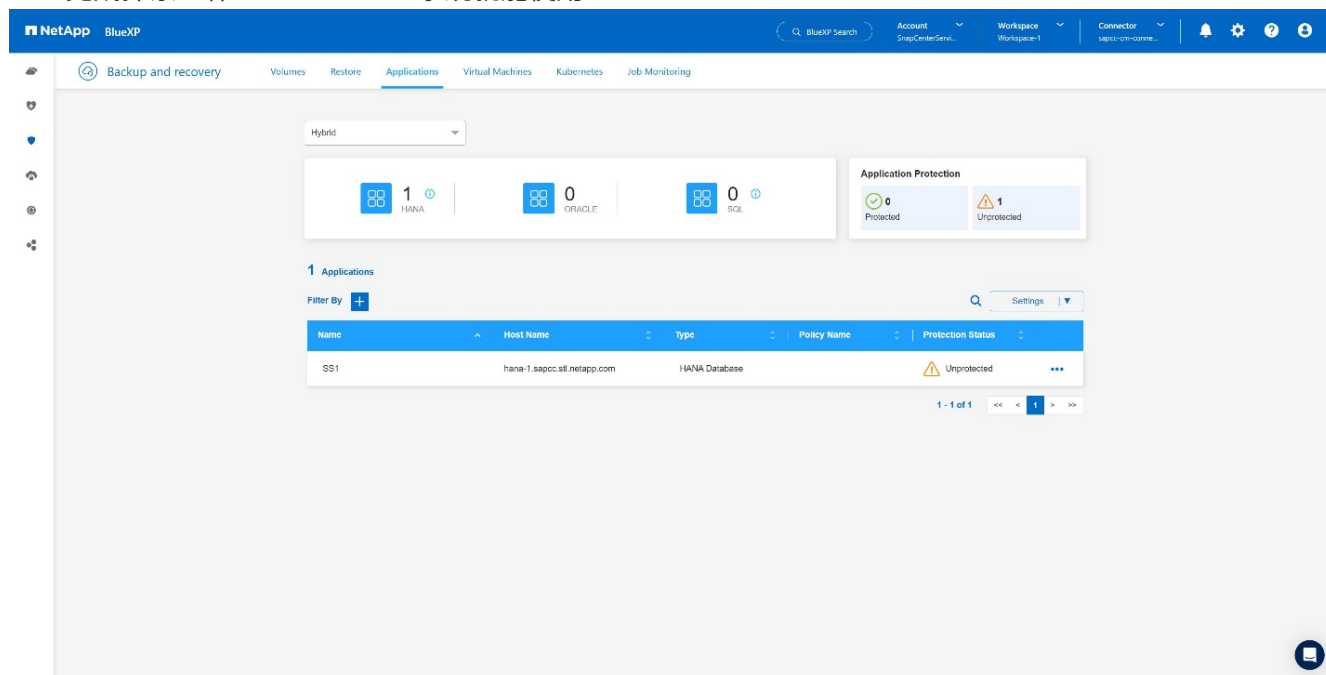 NetApp BlueXP
BlueXP Search
Account
SnapCenterServi...
Workspace
Workspace-1
Connector
sapcc-cm-conne...
Backup and recovery
Volumes Restore Applications Virtual Machines Kubernetes Job Monitoring
Hybrid
1
HANA
0
ORACLE
0
SQL
Application Protection
0
Protected
1
Unprotected
1 Applications
Filter By
Settings
Name Host Name Type Policy Name Protection Status
SS1 hana-1.sapcc.stl.netapp.com HANA Database Unprotected
1 - 1 of 1 << < 1 > >>